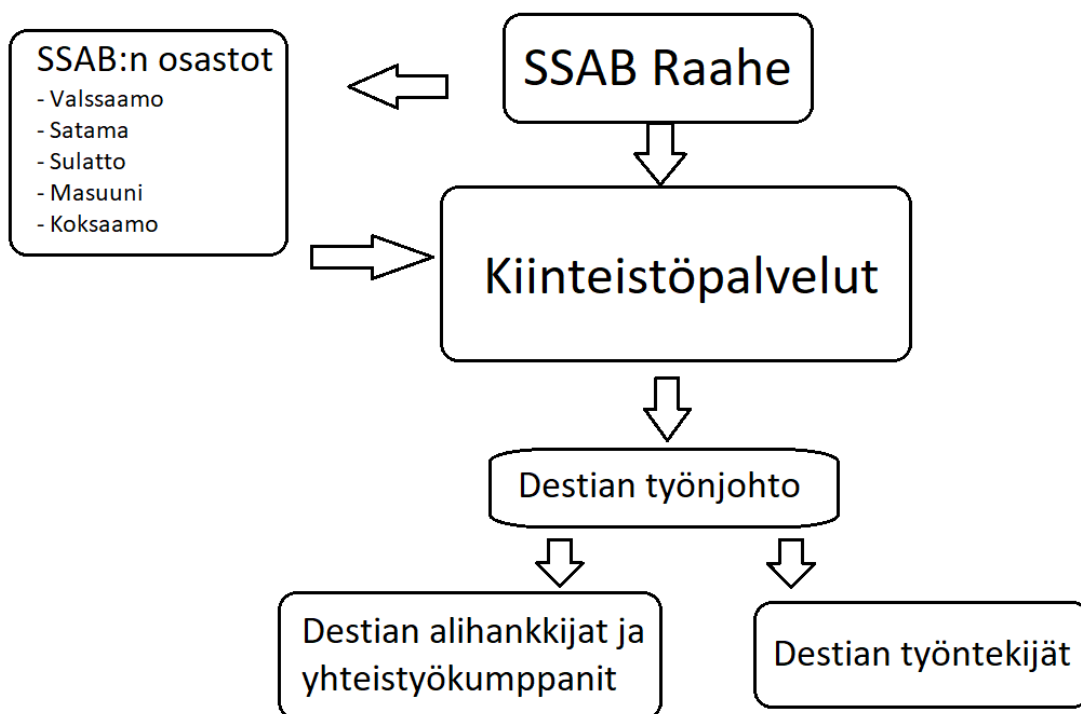 SSAB:n osastot
- Valssaamo
- Satama
- Sulatto
- Masuuni
- Koksaamo
SSAB Raahe
Kiinteistöpalvelut
Destian työnjohto
Destian alihankkijat ja
yhteistyökumppanit
Destian työntekijät